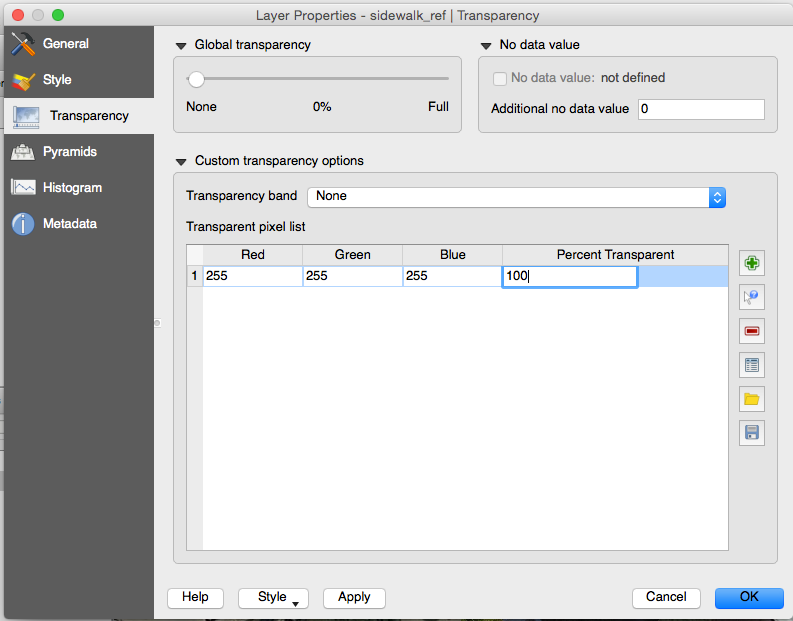 Layer Properties - sidewalk_ref | Transparency
General
Style
Transparency
Pyramids
Histogram
Metadata
Global transparency
None 0% Full
No data value
No data value: not defined
Additional no data value 0
Custom transparency options
Transparency band None
Transparent pixel list
Red Green Blue Percent Transparent
1 255 255 255 100
Help Style Apply Cancel OK